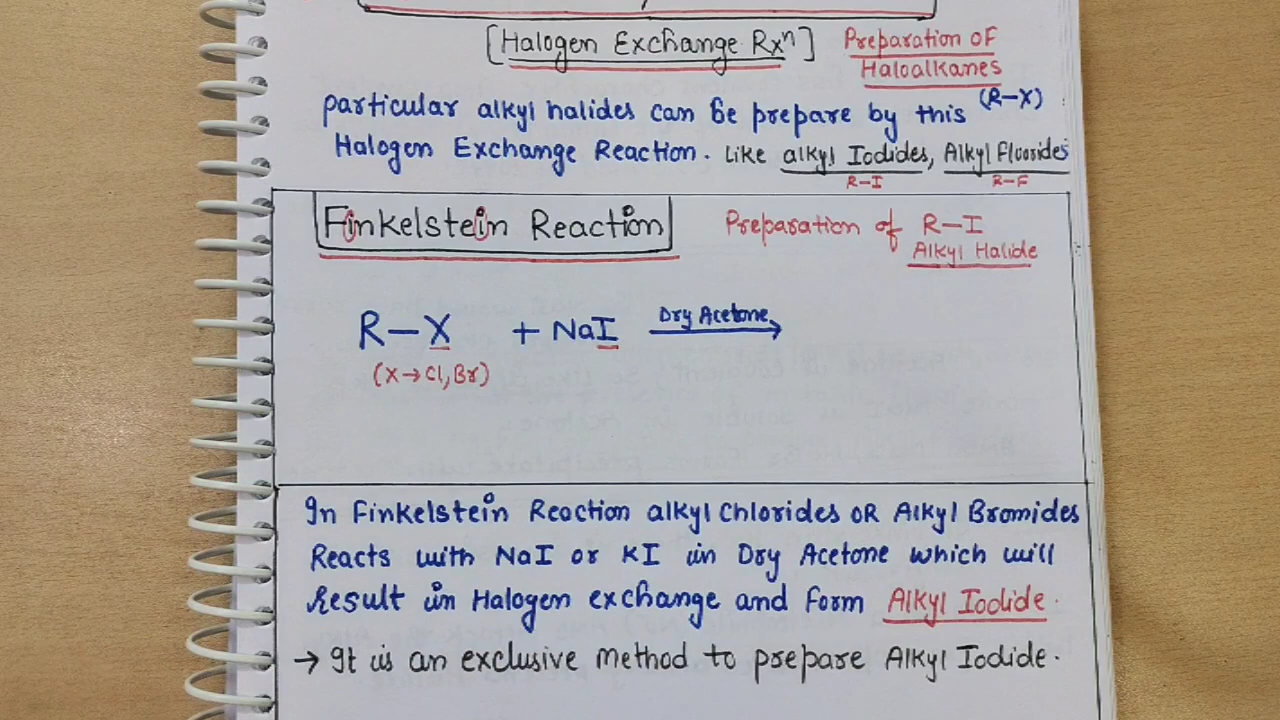 [Halogen Exchange Rxⁿ] Preparation of
Haloalkanes
(R-X)
particular alkyl halides can be prepare by this
Halogen Exchange Reaction. Like alkyl Iodides, Alkyl Fluorides
R-I R-F
Finkelstein Reaction Preparation of R-I
Alkyl Halide
R-X + NaI Dry Acetone →
(X→Cl, Br)
In Finkelstein Reaction alkyl chlorides OR Alkyl Bromides
Reacts with NaI or KI in Dry Acetone which will
result in Halogen exchange and form Alkyl Iodide.
→ It is an exclusive method to prepare Alkyl Iodide.